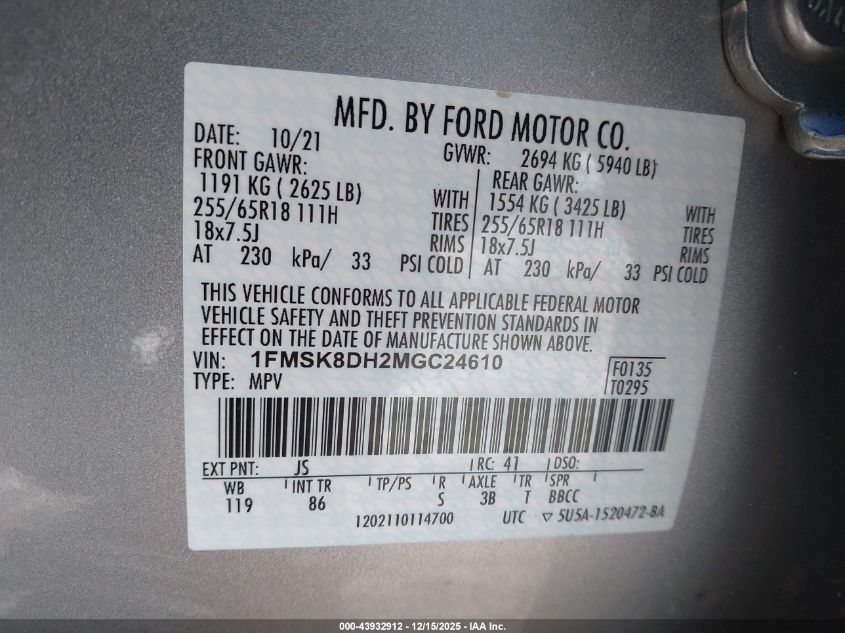 MFD. BY FORD MOTOR CO.
DATE: 10/21 GVWR: 2694 KG ( 5940 LB)
FRONT GAWR: REAR GAWR:
1191 KG ( 2625 LB) WITH 1554 KG ( 3425 LB) WITH
255/65R18 111H TIRES 255/65R18 111H TIRES
18x7.5J RIMS 18x7.5J RIMS
AT 230 kPa/ 33 PSI COLD AT 230 kPa/ 33 PSI COLD
THIS VEHICLE CONFORMS TO ALL APPLICABLE FEDERAL MOTOR
VEHICLE SAFETY AND THEFT PREVENTION STANDARDS IN
EFFECT ON THE DATE OF MANUFACTURE SHOWN ABOVE.
VIN: 1FMSK8DH2MGC24610
TYPE: MPV
F0135
T0295
EXT PNT: JS RC: 41 DSO:
WB INT TR TP/PS R AXLE TR SPR
119 86 S 3B T BBCC
1202110114700 UTC ▽ 5U5A-1520472-BA
000-43932912 - 12/15/2025 - IAA Inc.